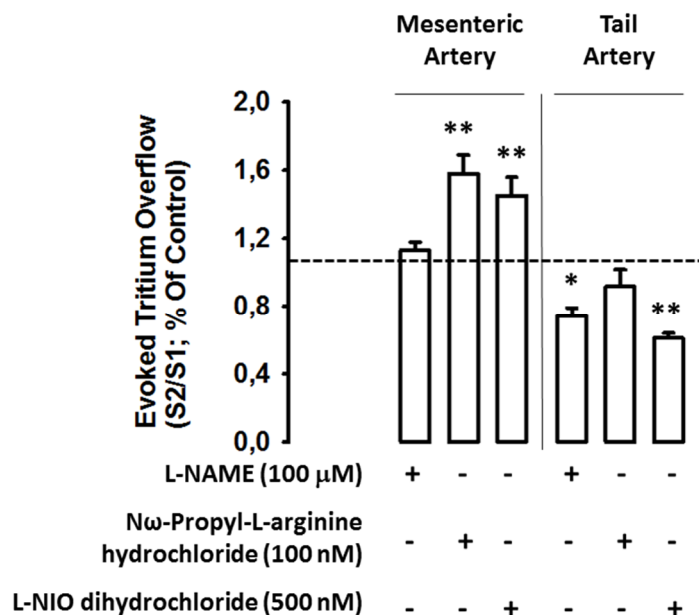 Mesenteric
Artery
Tail
Artery
Evoked Tritium Overflow
(S2/S1; % Of Control)
2,0
1,6
1,2
0,8
0,4
0,0
**
**
*
**
L-NAME (100 μM) + - - + - -
Nω-Propyl-L-arginine
hydrochloride (100 nM) - + - - + -
L-NIO dihydrochloride (500 nM) - - + - - +